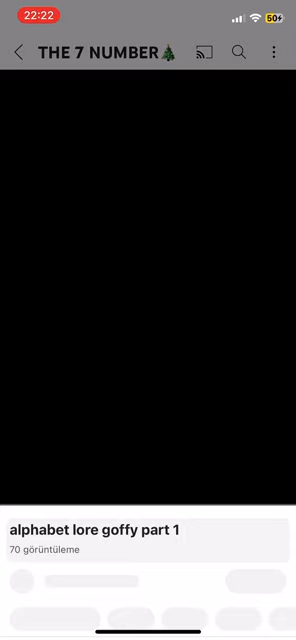 22:22
50
THE 7 NUMBER🎄
alphabet lore goffy part 1
70 görüntüleme